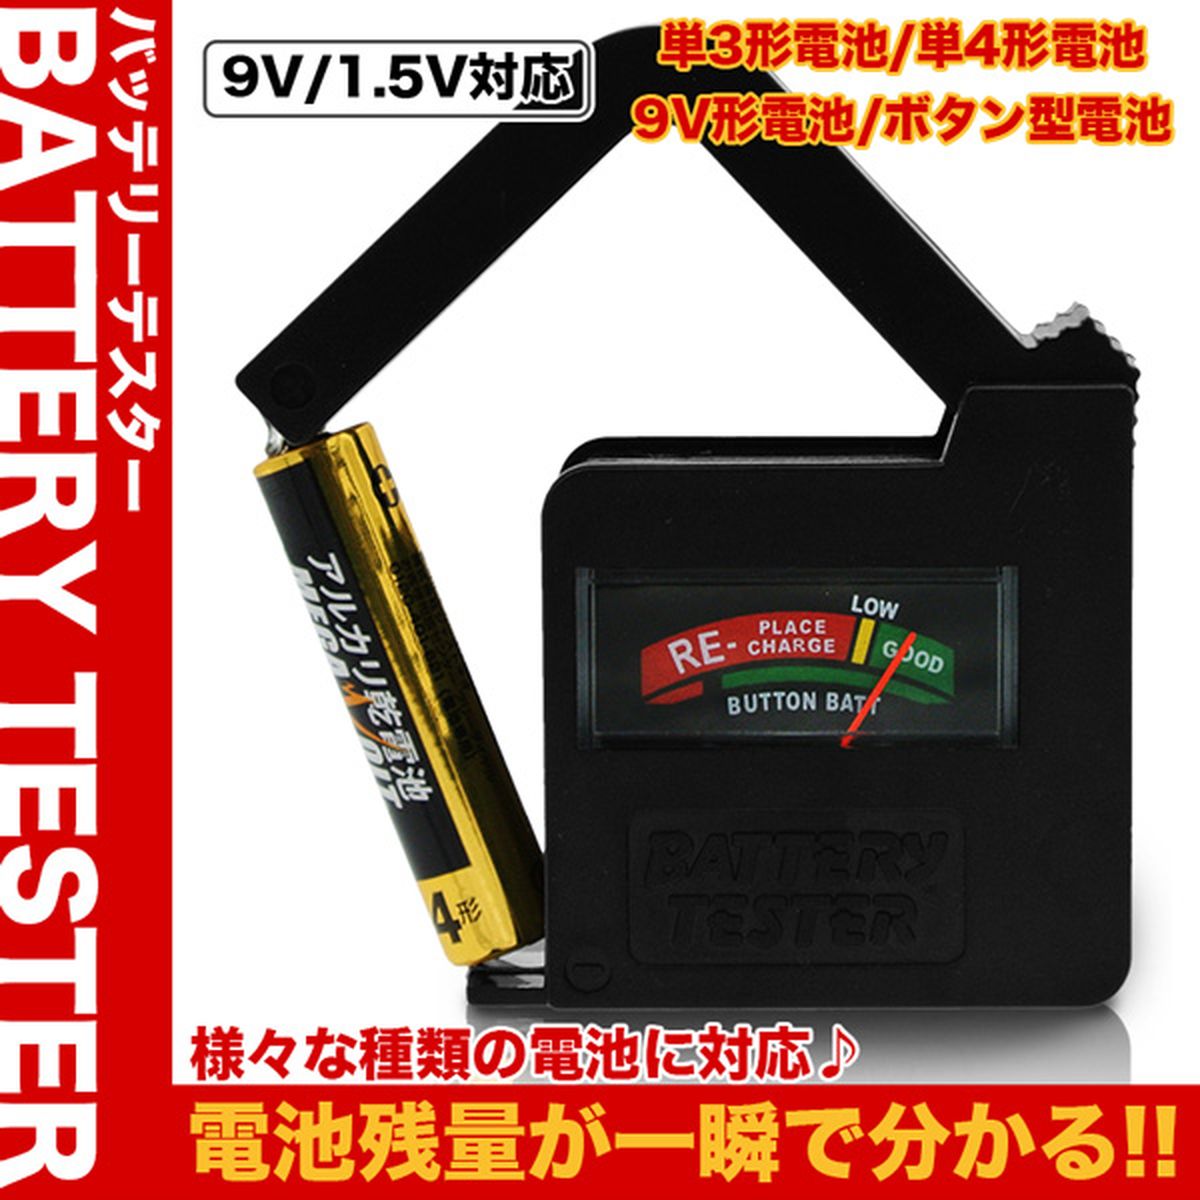 バッテリーテスター
BATTERY TESTER
9V/1.5V対応
単3形電池/単4形電池
9V形電池/ボタン型電池
アルカリ乾電池
MEGA VOLT
4形
LOW
RE-
PLACE
CHARGE
GOOD
BUTTON BATT
BATTERY
TESTER
様々な種類の電池に対応♪
電池残量が一瞬で分かる!!